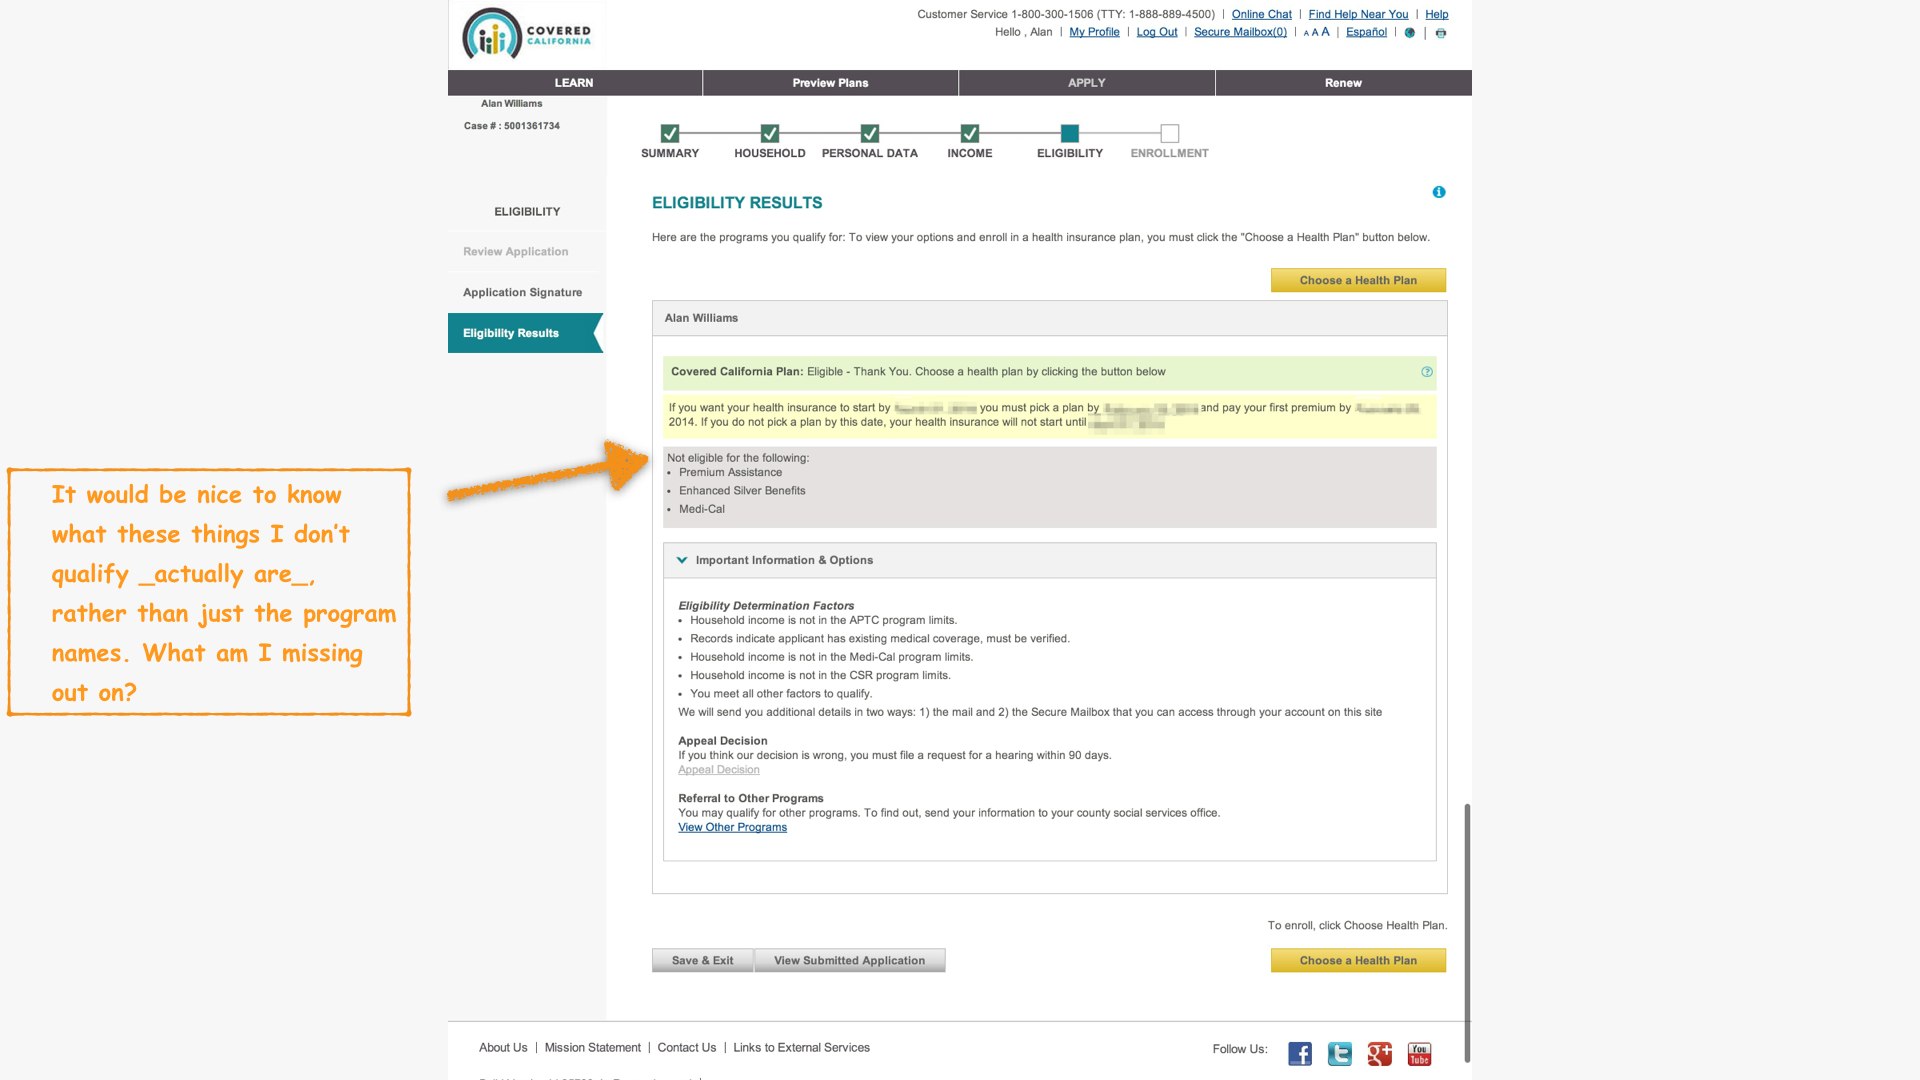 COVERED
CALIFORNIA
Customer Service 1-800-300-1506 (TTY: 1-888-889-4500) | Online Chat | Find Help Near You | Help
Hello , Alan | My Profile | Log Out | Secure Mailbox(0) | A A A | Español | |
LEARN Preview Plans APPLY Renew
Alan Williams
Case # : 5001361734
SUMMARY HOUSEHOLD PERSONAL DATA INCOME ELIGIBILITY ENROLLMENT
ELIGIBILITY
Review Application
Application Signature
Eligibility Results
ELIGIBILITY RESULTS
Here are the programs you qualify for: To view your options and enroll in a health insurance plan, you must click the "Choose a Health Plan" button below.
Choose a Health Plan
Alan Williams
Covered California Plan: Eligible - Thank You. Choose a health plan by clicking the button below
If you want your health insurance to start by you must pick a plan by and pay your first premium by
2014. If you do not pick a plan by this date, your health insurance will not start until
Not eligible for the following:
• Premium Assistance
• Enhanced Silver Benefits
• Medi-Cal
It would be nice to know
what these things I don't
qualify _actually are_,
rather than just the program
names. What am I missing
out on?
Important Information & Options
Eligibility Determination Factors
• Household income is not in the APTC program limits.
• Records indicate applicant has existing medical coverage, must be verified.
• Household income is not in the Medi-Cal program limits.
• Household income is not in the CSR program limits.
• You meet all other factors to qualify.
We will send you additional details in two ways: 1) the mail and 2) the Secure Mailbox that you can access through your account on this site
Appeal Decision
If you think our decision is wrong, you must file a request for a hearing within 90 days.
Appeal Decision
Referral to Other Programs
You may qualify for other programs. To find out, send your information to your county social services office.
View Other Programs
To enroll, click Choose Health Plan.
Save & Exit View Submitted Application Choose a Health Plan
About Us | Mission Statement | Contact Us | Links to External Services
Follow Us:
You
Tube